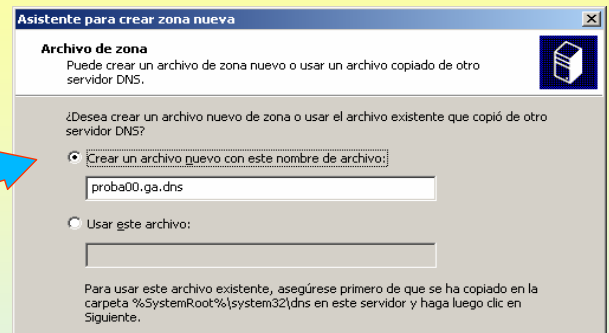 Asistente para crear zona nueva
Archivo de zona
Puede crear un archivo de zona nuevo o usar un archivo copiado de otro
servidor DNS.
¿Desea crear un archivo nuevo de zona o usar el archivo existente que copió de otro
servidor DNS?
Crear un archivo nuevo con este nombre de archivo:
proba00.ga.dns
Usar este archivo:
Para usar este archivo existente, asegúrese primero de que se ha copiado en la
carpeta %SystemRoot%\system32\dns en este servidor y haga luego clic en
Siguiente.